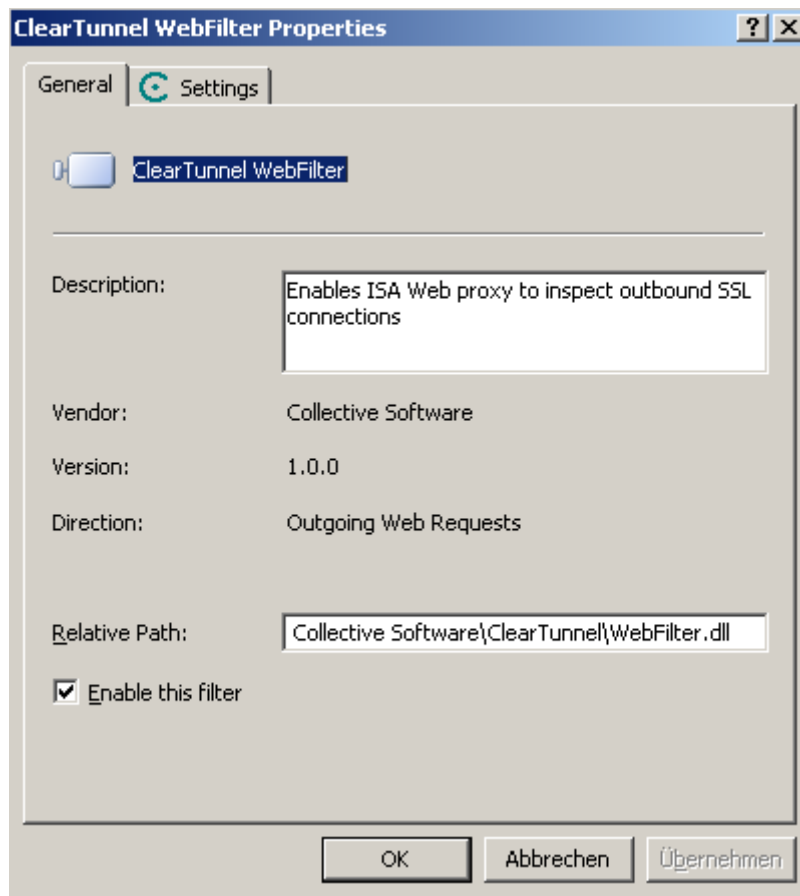 ClearTunnel WebFilter Properties
General
Settings
ClearTunnel WebFilter
Description:
Enables ISA Web proxy to inspect outbound SSL
connections
Vendor:
Collective Software
Version:
1.0.0
Direction:
Outgoing Web Requests
Relative Path:
Collective Software\ClearTunnel\WebFilter.dll
Enable this filter
OK
Abbrechen
Übernehmen